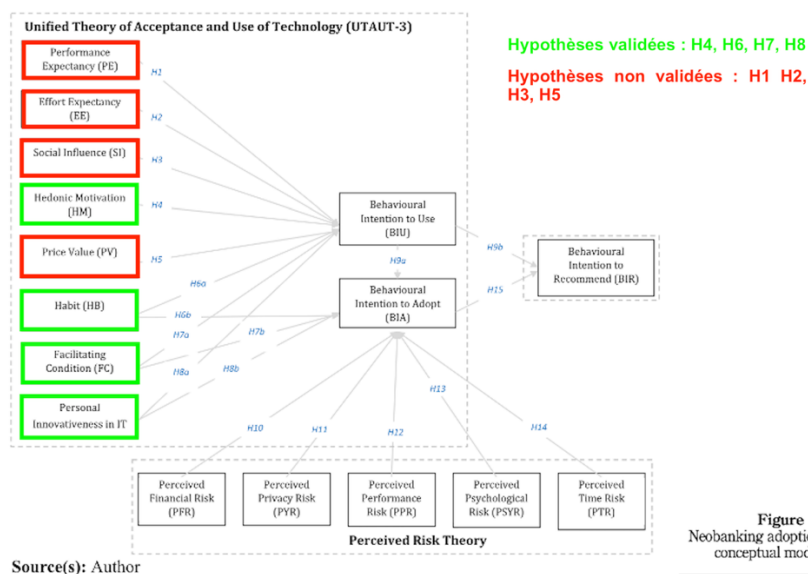 Unified Theory of Acceptance and Use of Technology (UTAUT-3)
Performance
Expectancy (PE)
Effort Expectancy
(EE)
Social Influence (SI)
Hedonic Motivation
(HM)
Price Value (PV)
Habit (HB)
Facilitating
Condition (FC)
Personal
Innovativeness in IT
H1
H2
H3
H4
H5
H6a
H6b
H7a
H7b
H8a
H8b
Behavioural
Intention to Use
(BIU)
H9a
Behavioural
Intention to Adopt
(BIA)
H9b
H15
Behavioural
Intention to
Recommend (BIR)
Hypothèses validées : H4, H6, H7, H8
Hypothèses non validées : H1 H2,
H3, H5
H10
H11
H12
H13
H14
Perceived
Financial Risk
(PFR)
Perceived
Privacy Risk
(PYR)
Perceived
Performance
Risk (PPR)
Perceived
Psychological
Risk (PSYR)
Perceived
Time Risk
(PTR)
Perceived Risk Theory
Figure
Neobanking adoptio
conceptual mod
Source(s): Author